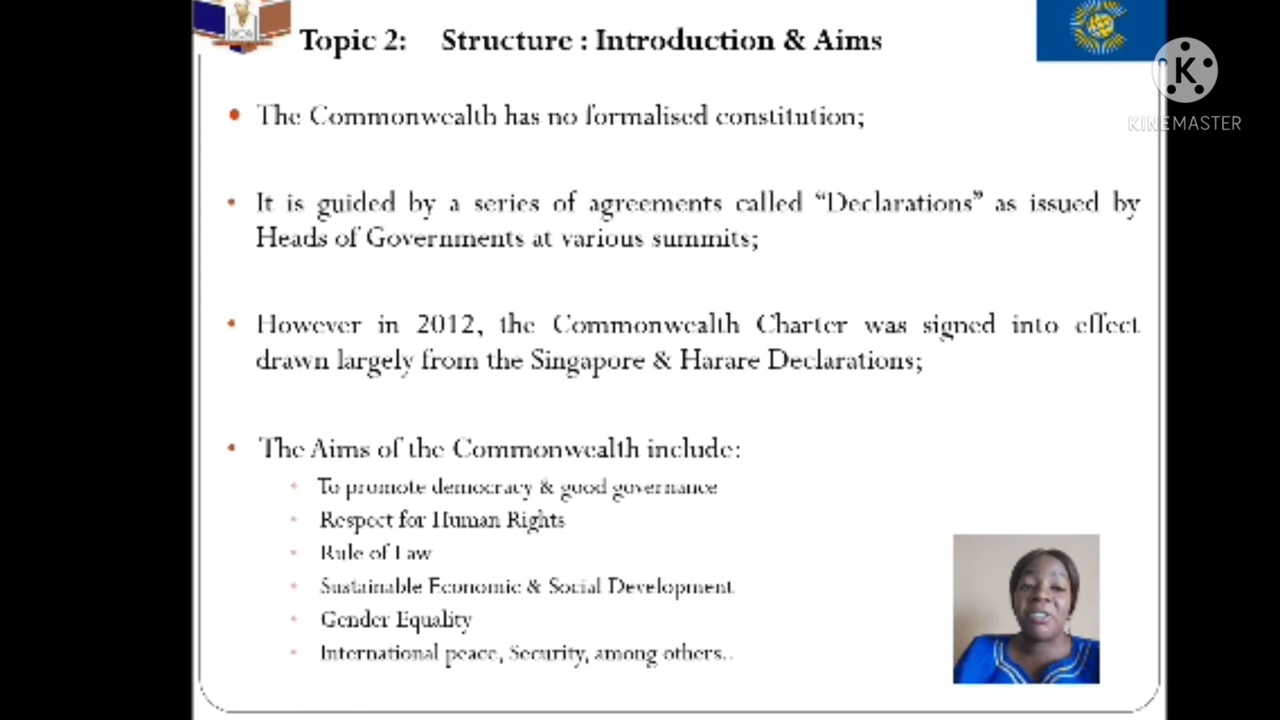 Topic 2: Structure : Introduction & Aims
• The Commonwealth has no formalised constitution;
• It is guided by a series of agreements called “Declarations” as issued by
Heads of Governments at various summits;
• However in 2012, the Commonwealth Charter was signed into effect
drawn largely from the Singapore & Harare Declarations;
• The Aims of the Commonwealth include:
• To promote democracy & good governance
• Respect for Human Rights
• Rule of Law
• Sustainable Economic & Social Development
• Gender Equality
• International peace, Security, among others..
K
KINEMASTER